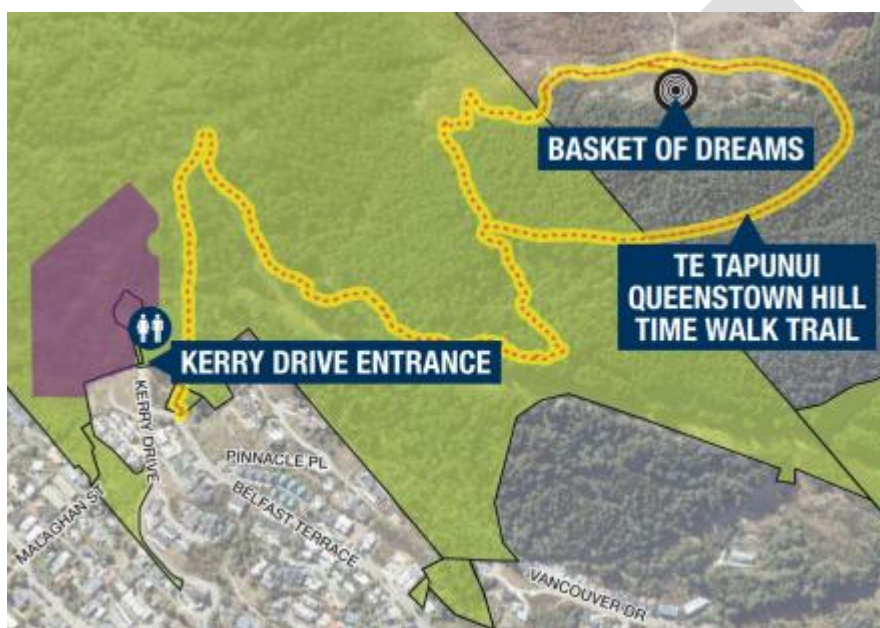 BASKET OF DREAMS
TE TAPUNUI
QUEENSTOWN HILL
TIME WALK TRAIL
KERRY DRIVE ENTRANCE
KERRY DRIVE
PINNACLE PL
BELFAST TERRACE
MALAGHAN ST
VANCOUVER DR